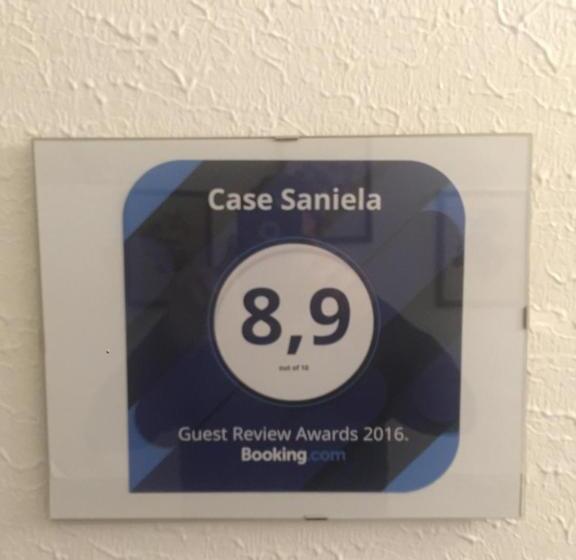 Case Saniela
8,9
out of 10
Guest Review Awards 2016.
Booking.com